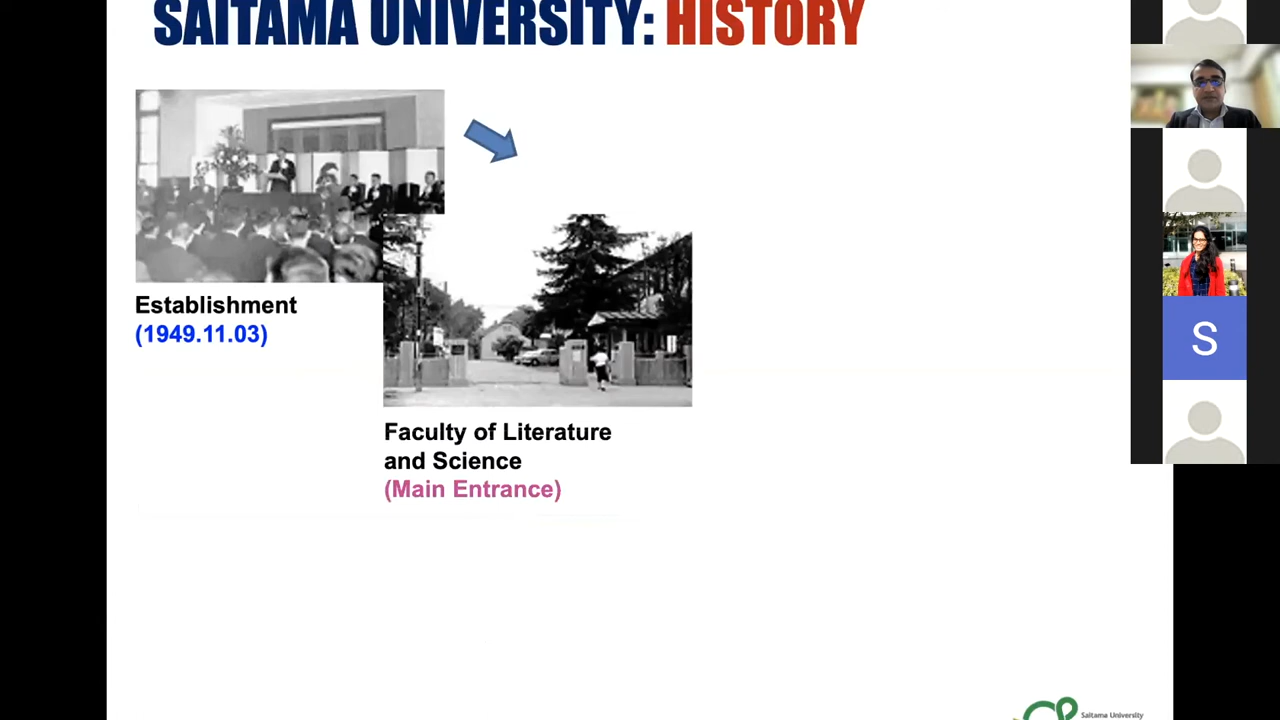 SAITAMA UNIVERSITY: HISTORY
Establishment
(1949.11.03)
Faculty of Literature
and Science
(Main Entrance)
S
Saitama University